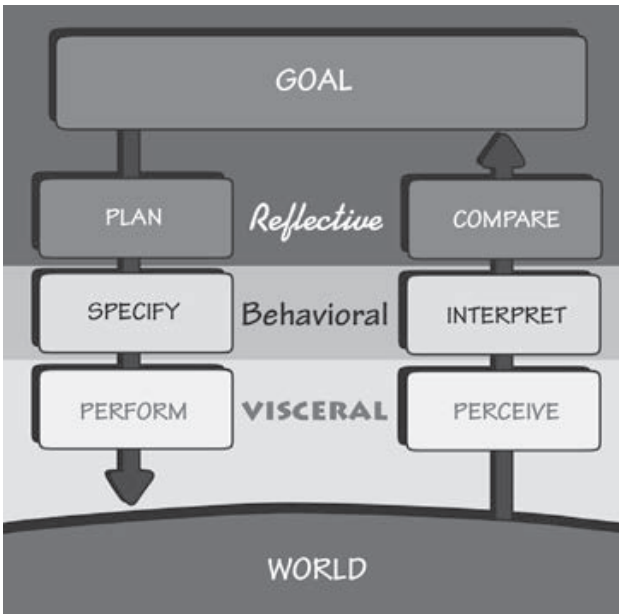 GOAL
PLAN
Reflective
COMPARE
SPECIFY
Behavioral
INTERPRET
PERFORM
VISCERAL
PERCEIVE
WORLD